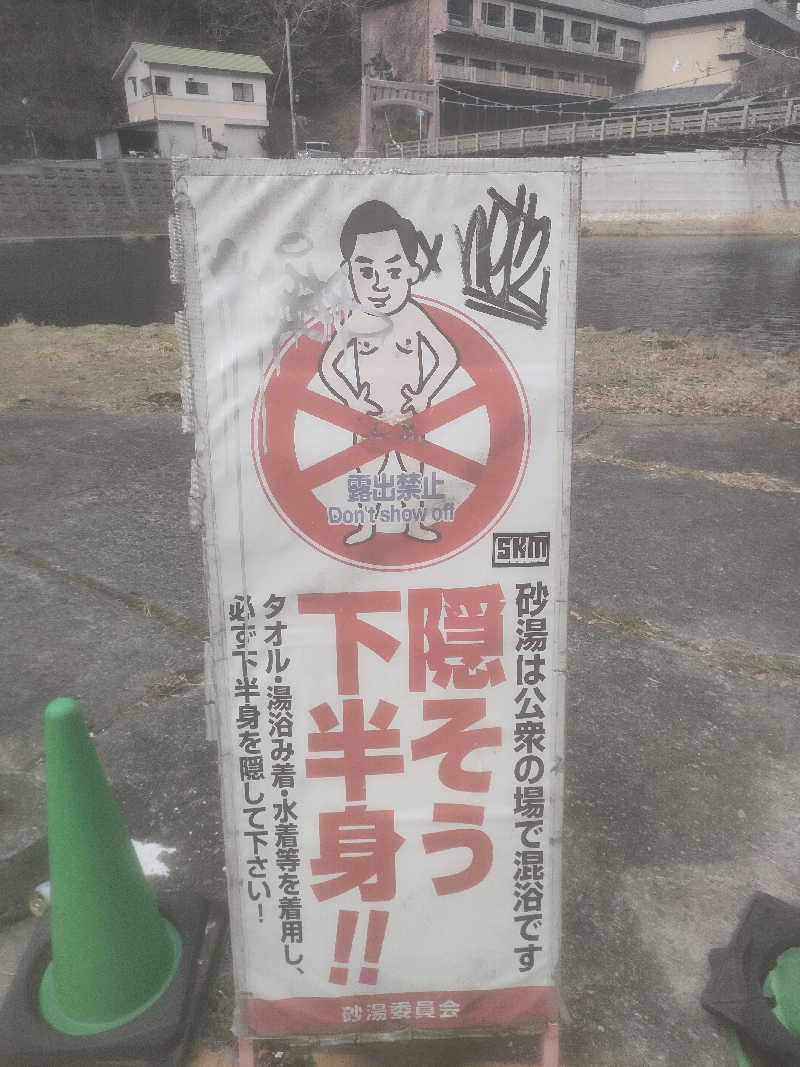 露出禁止
Don't show off
SKM
砂湯は公衆の場で混浴です
隠そう
下半身!!
タオル・湯浴み着・水着等を着用し、
必ず下半身を隠して下さい!
砂湯委員会